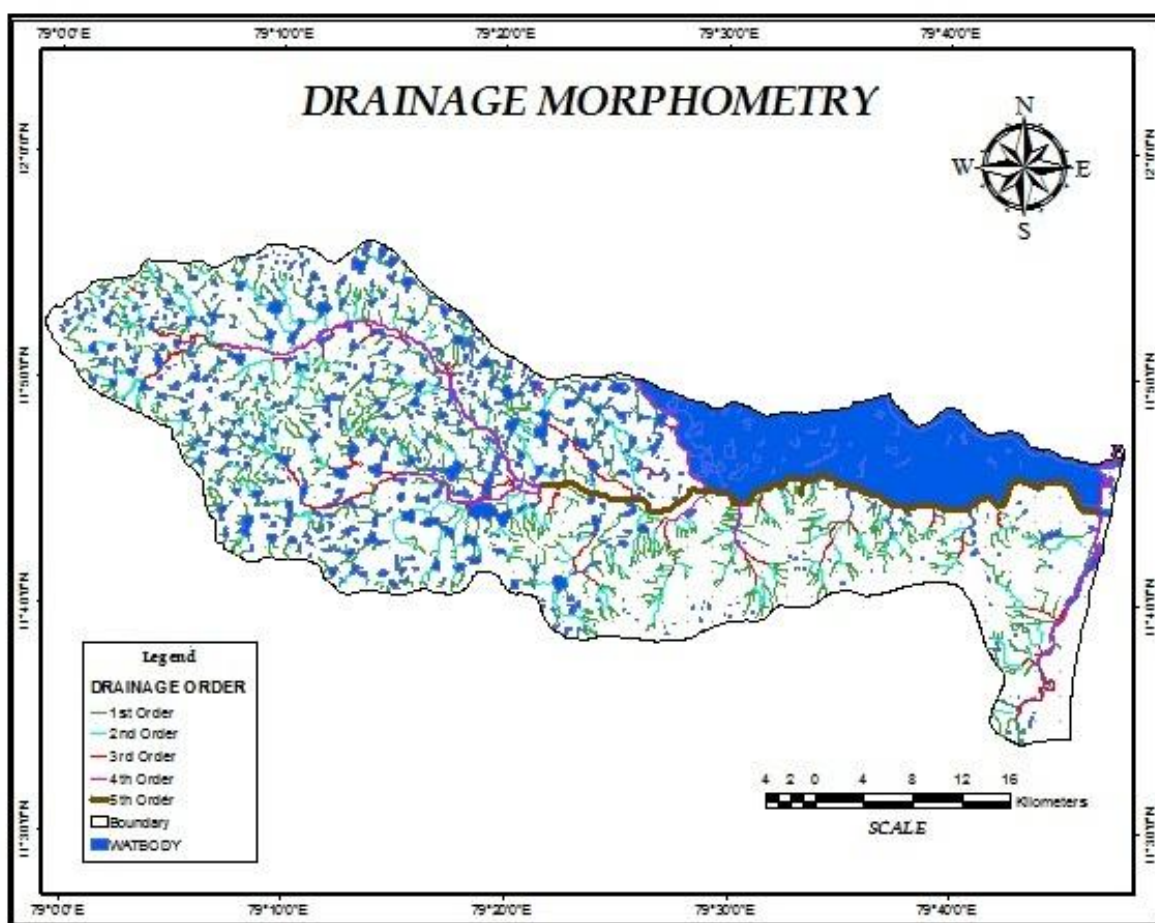 79°0'0"E 79°10'0"E 79°20'0"E 79°30'0"E 79°40'0"E
DRAINAGE MORPHOMETRY
N
W E
S
12°0'0"N 12°0'0"N
11°50'0"N 11°50'0"N
11°40'0"N 11°40'0"N
11°30'0"N 11°30'0"N
Legend
DRAINAGE ORDER
1st Order
2nd Order
3rd Order
4th Order
5th Order
Boundary
WATBODY
4 2 0 4 8 12 16
Kilometers
SCALE
79°0'0"E 79°10'0"E 79°20'0"E 79°30'0"E 79°40'0"E